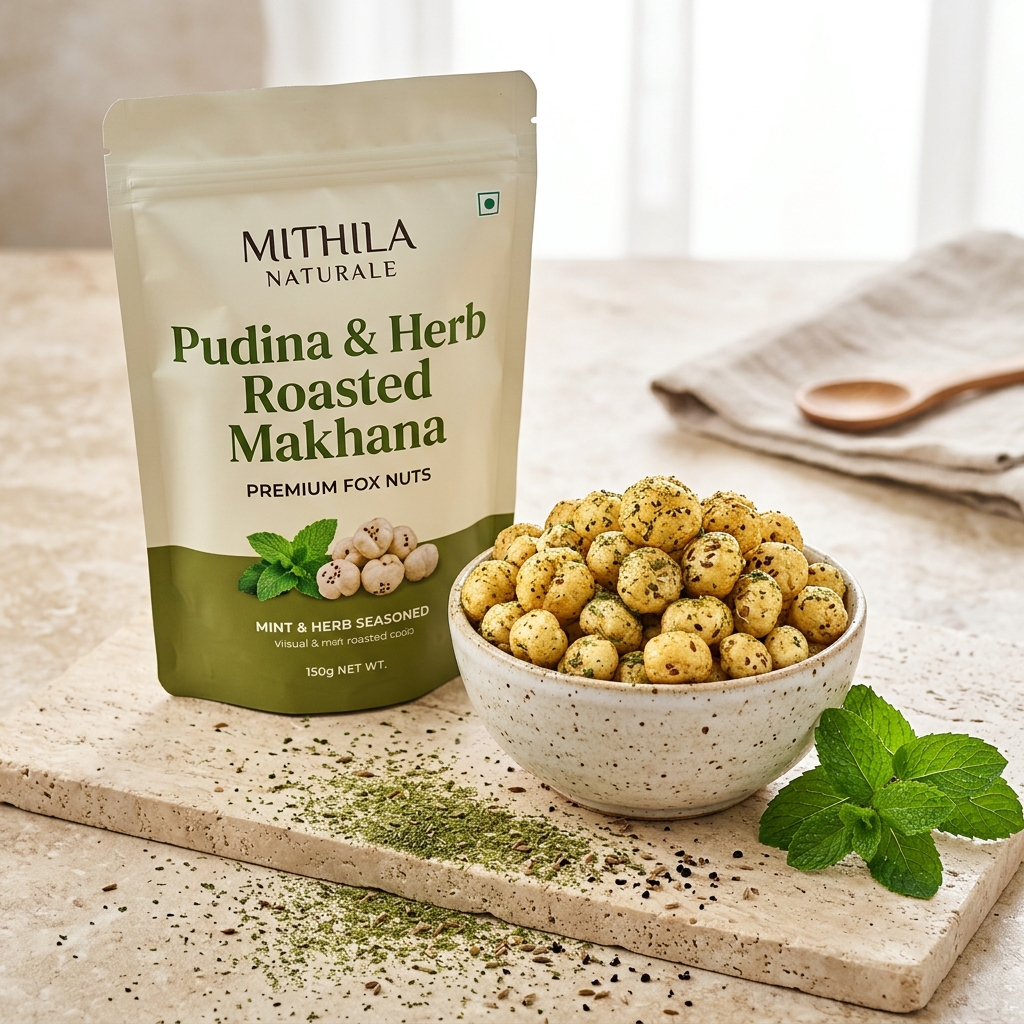 MITHILA
NATURALE
Pudina & Herb
Roasted
Makhana
PREMIUM FOX NUTS
MINT & HERB SEASONED
roasted
150g NET WT.